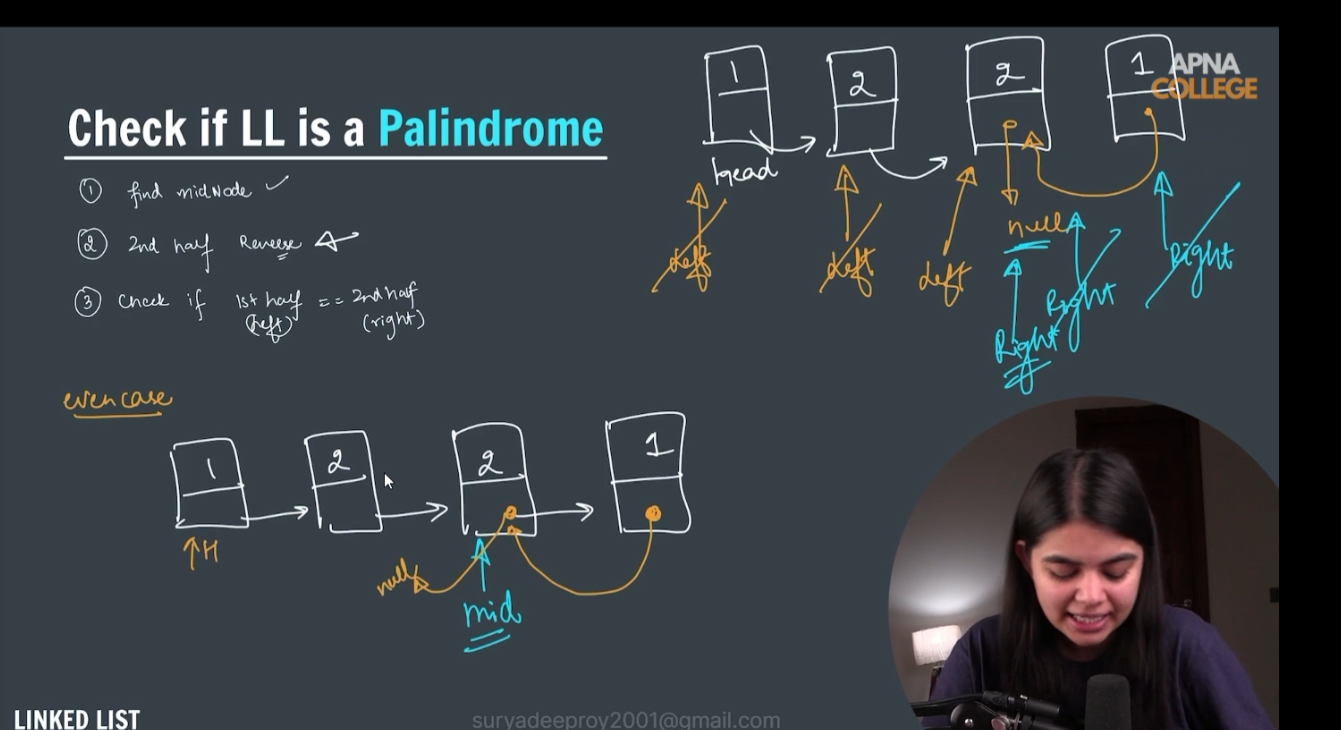 Check if LL is a Palindrome
① find midNode
② 2nd half Reverse
③ Check if 1st half == 2nd half
(left) (right)
1 2 2 1
APNA
COLLEGE
head
null
left left left Right
Right
Right
even case
1 2 2 1
↑H
null
mid
LINKED LIST
suryadeeproy2001@gmail.com